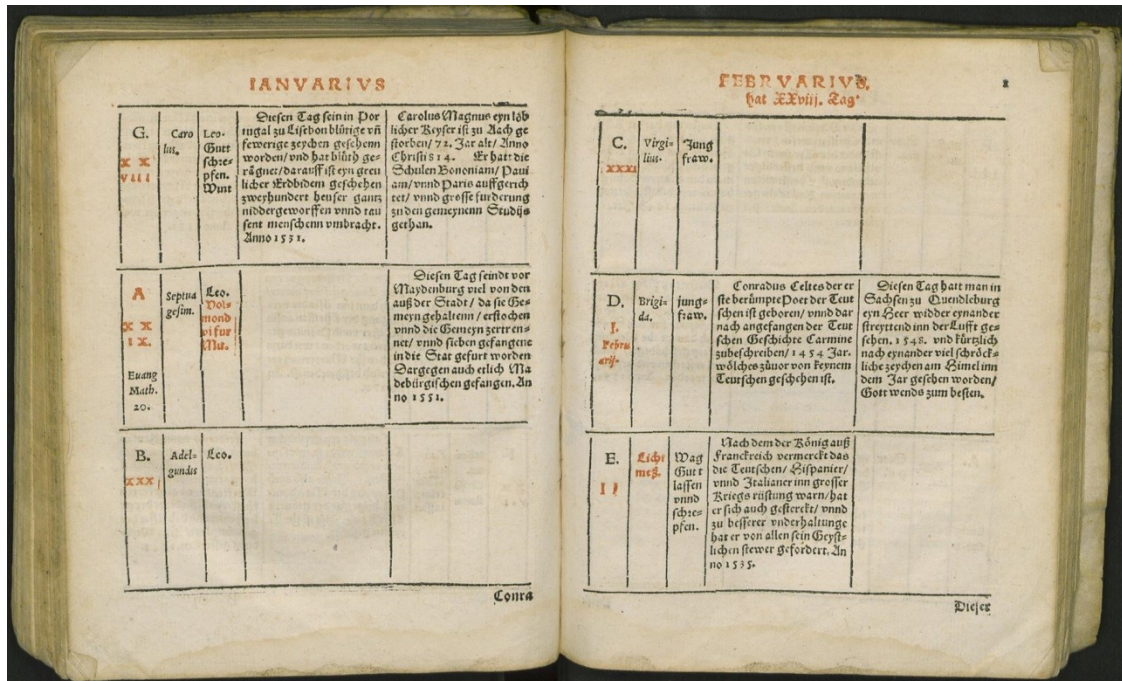 IANVARIVS
G.
X X
VIII
Caro
lus.
Leo.
Gutt
schre-
pfen.
Wint
Diesen Tag sein in Por
tugal zu Lisebon blůtige vñ
fewerige zeychen gesehenn
worden/ vnd hat blůth ge-
rägnet/ darauff ist eyn greu
licher Erdbidem geschehen
zweyhundert heuser gantz
niddergeworffen vnnd tau
sent menschenn vmbracht.
Anno 1531.
Carolus Magnus eyn löb
licher Keyser ist zu Aach ge
storben/ 72. Jar alt/ Anno
Christi 814. Er hatt die
Schulen Bononiam/ Paui
am/ vnnd Paris auffgerich
tet/ vnnd grosse furderung
zu den gemeynenn Studijs
gethan.
A
X X
I X.
Euang
Math.
20.
Septua
gesim.
Leo.
Vol-
mond
vj fur
Mit.
Diesen Tag seindt vor
Maydenburg viel von den
auß der Stadt/ da sie Ge-
meyn gehaltenn/ erstochen
vnnd die Gemeyn zertren-
net/ vnnd sieben gefangene
in die Stat gefurt worden
Dargegen auch etlich Ma
debürgischen gefangen. An
no 1551.
B.
XXX
Adel-
gundis
Leo.
Conra
FEBRVARIVS.
hat XXviij. Tag.
2
C.
XXXI
Virgi-
lius.
Jung
fraw.
D.
I.
Febru
arij.
Brigi-
da.
jung-
fraw.
Conradus Celtes der er
ste berümpte Poet der Teut
schen ist geboren/ vnnd dar
nach angefangen der Teut
schen Geschichte Carmine
zubeschreiben/ 1454 Jar.
wölches zůuor von keynem
Teutschen geschehen ist.
Diesen Tag hatt man in
Sachsen zu Quendleburg
eyn Heer widder eynander
streyttend inn der Lufft ge-
sehen. 1548. vnd kürtzlich
nach eynander viel schröck-
liche zeychen am Himel inn
dem Jar gesehen worden/
Gott wends zum besten.
E.
II
Licht
meß.
Wag
Gutt
lassen
vnnd
schre-
pfen.
Nach dem der König auß
Franckreich vermerckt das
die Teutschen/ Hispanier/
vnnd Italianer inn grosser
Kriegs rüstung warn/ hat
er sich auch gesterckt/ vnnd
zu besserer vnderhaltunge
hat er von allen sein Geyst-
lichen stewer gefordert. An
no 1535.
Dieser